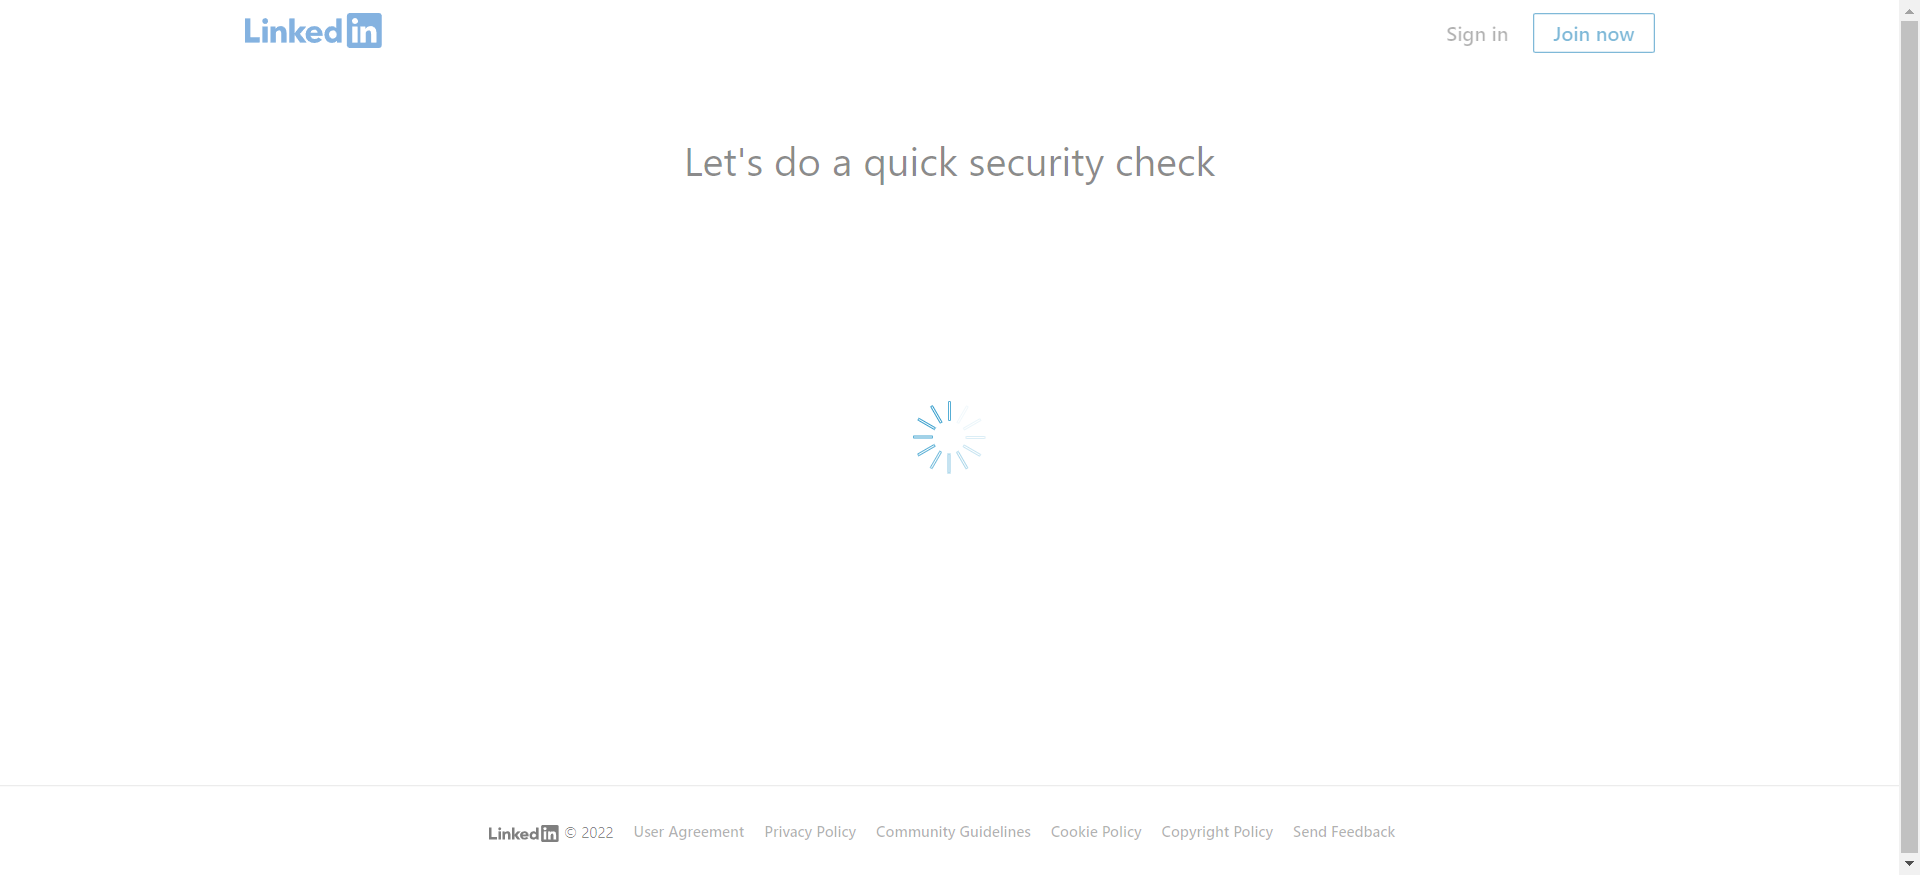 LinkedIn
Sign in
Join now
Let's do a quick security check
LinkedIn © 2022 User Agreement Privacy Policy Community Guidelines Cookie Policy Copyright Policy Send Feedback